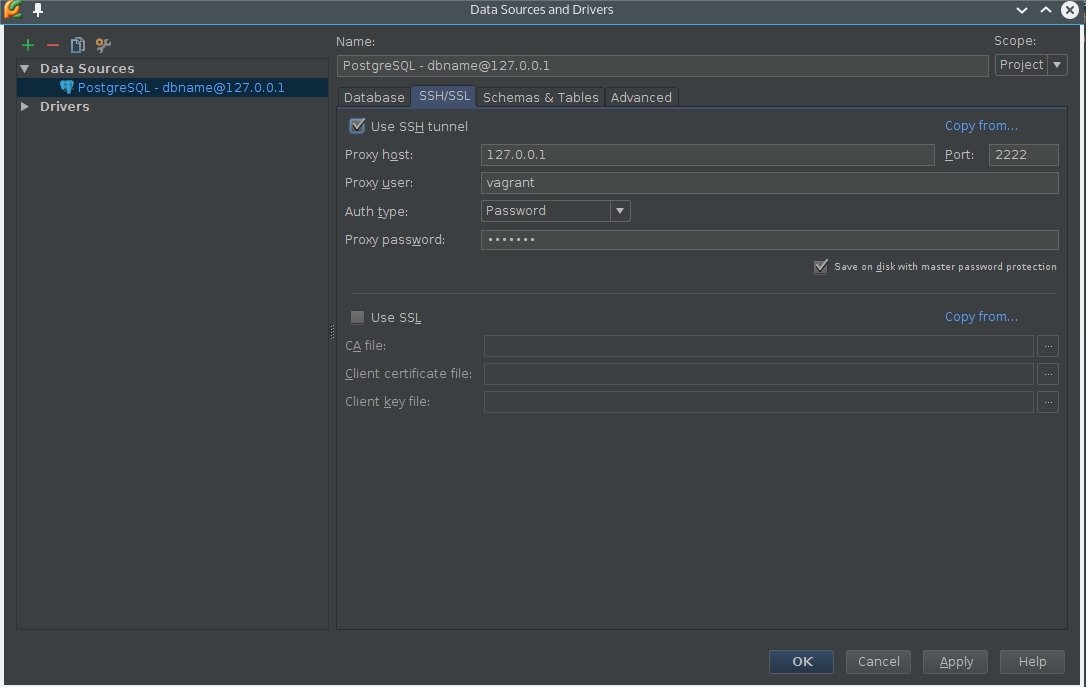 Data Sources and Drivers
Name:
Scope:
PostgreSQL - dbname@127.0.0.1
Project
Data Sources
PostgreSQL - dbname@127.0.0.1
Drivers
Database SSH/SSL Schemas & Tables Advanced
Use SSH tunnel
Copy from...
Proxy host: 127.0.0.1 Port: 2222
Proxy user: vagrant
Auth type: Password
Proxy password: •••••••
Save on disk with master password protection
Use SSL
Copy from...
CA file: ...
Client certificate file: ...
Client key file: ...
OK Cancel Apply Help